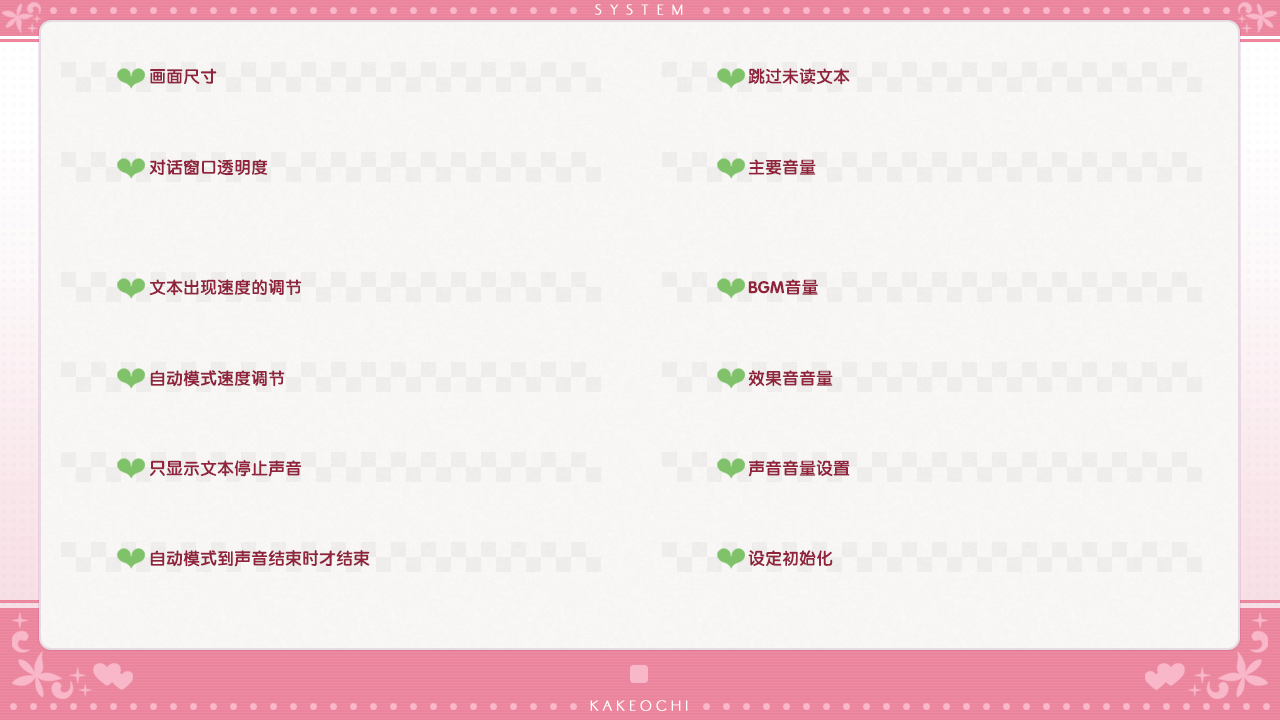 SYSTEM
画面尺寸
对话窗口透明度
文本出现速度的调节
自动模式速度调节
只显示文本停止声音
自动模式到声音结束时才结束
跳过未读文本
主要音量
BGM音量
效果音音量
声音音量设置
设定初始化
KAKEOCHI